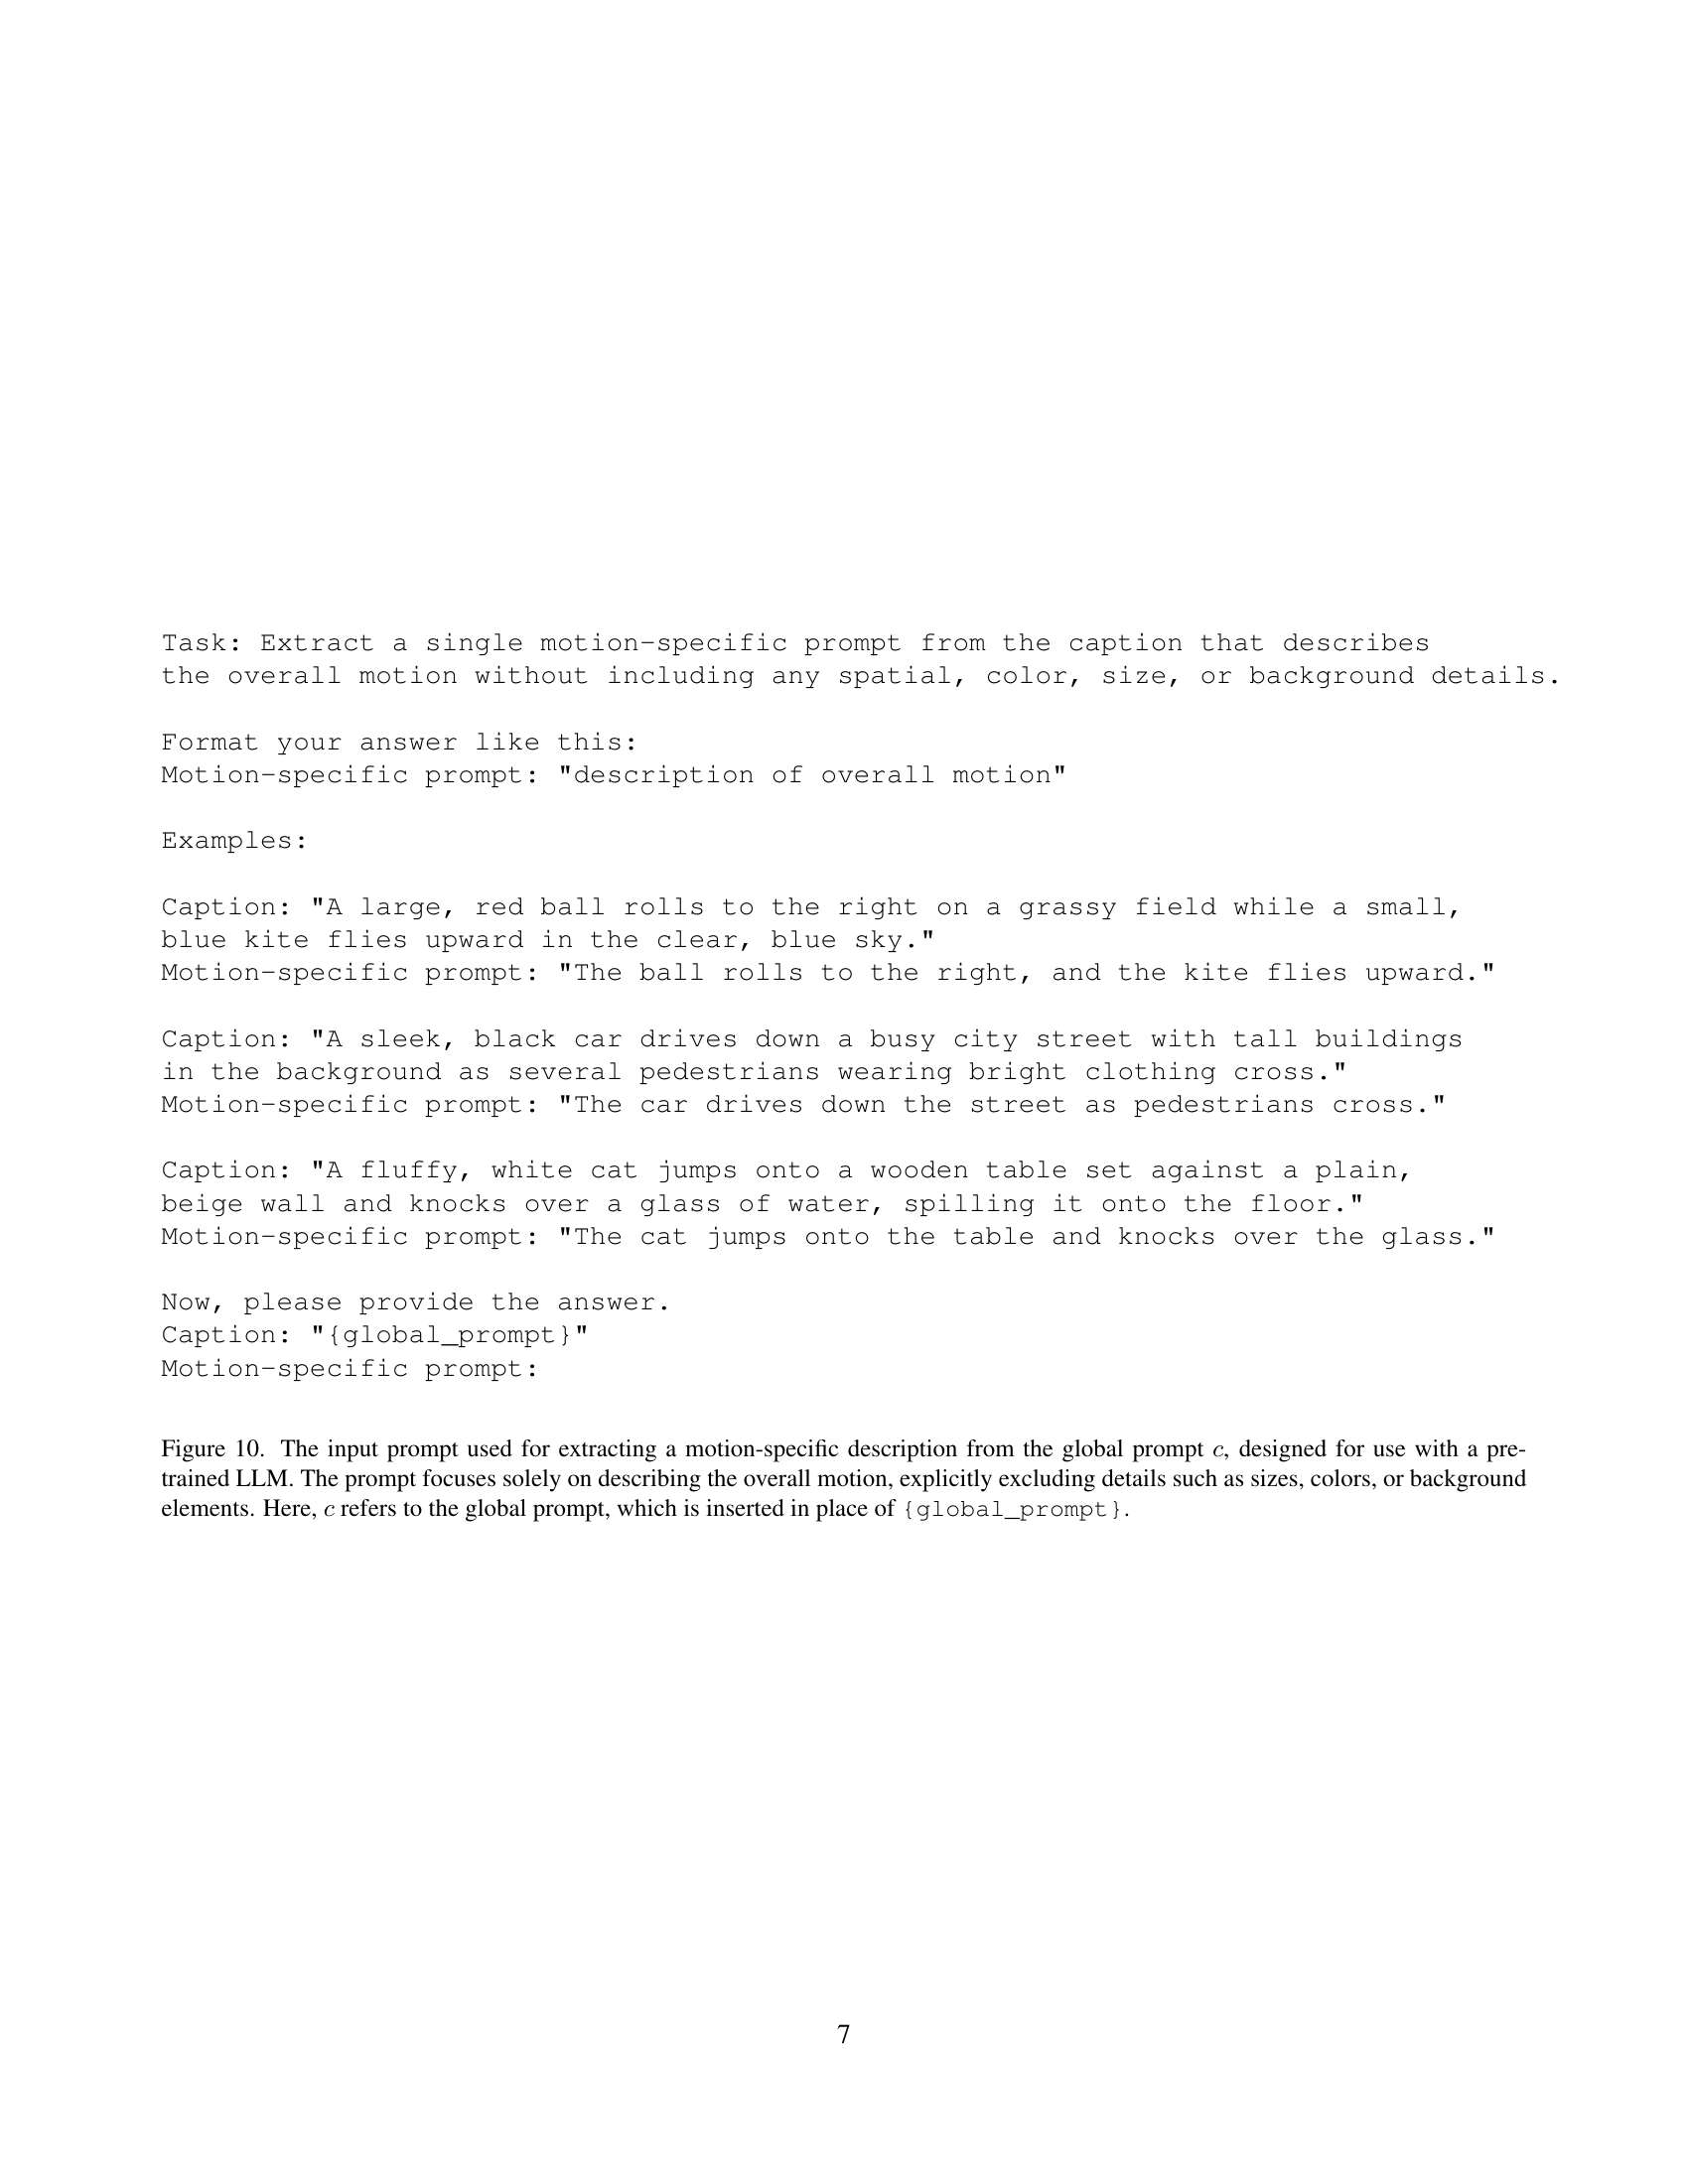 Task: Extract a single motion-specific prompt from the caption that describes
the overall motion without including any spatial, color, size, or background details.
Format your answer like this:
Motion-specific prompt: "description of overall motion"
Examples:
Caption: "A large, red ball rolls to the right on a grassy field while a small,
blue kite flies upward in the clear, blue sky."
Motion-specific prompt: "The ball rolls to the right, and the kite flies upward."
Caption: "A sleek, black car drives down a busy city street with tall buildings
in the background as several pedestrians wearing bright clothing cross."
Motion-specific prompt: "The car drives down the street as pedestrians cross."
Caption: "A fluffy, white cat jumps onto a wooden table set against a plain,
beige wall and knocks over a glass of water, spilling it onto the floor."
Motion-specific prompt: "The cat jumps onto the table and knocks over the glass."
Now, please provide the answer.
Caption: "{global_prompt}"
Motion-specific prompt:
Figure 10. The input prompt used for extracting a motion-specific description from the global prompt c, designed for use with a pre-
trained LLM. The prompt focuses solely on describing the overall motion, explicitly excluding details such as sizes, colors, or background
elements. Here, c refers to the global prompt, which is inserted in place of {global_prompt}.
7